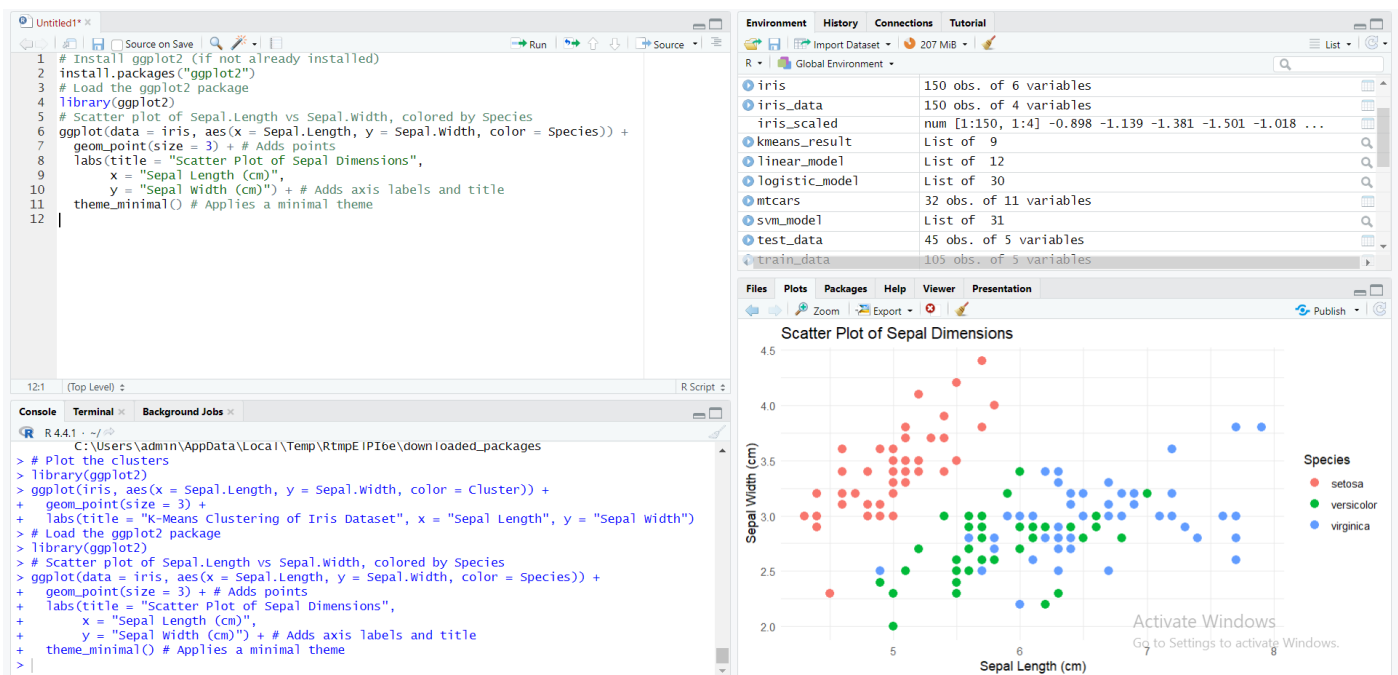 Untitled1*
Source on Save
Run
Source
1 # Install ggplot2 (if not already installed)
2 install.packages("ggplot2")
3 # Load the ggplot2 package
4 library(ggplot2)
5 # Scatter plot of Sepal.Length vs Sepal.Width, colored by Species
6 ggplot(data = iris, aes(x = Sepal.Length, y = Sepal.Width, color = Species)) +
7   geom_point(size = 3) + # Adds points
8   labs(title = "Scatter Plot of Sepal Dimensions",
9        x = "Sepal Length (cm)",
10        y = "Sepal Width (cm)") + # Adds axis labels and title
11   theme_minimal() # Applies a minimal theme
12
12:1 (Top Level) R Script
Console Terminal Background Jobs
R R 4.4.1 · ~/
C:\Users\admin\AppData\Local\Temp\RtmpElPI6e\downloaded_packages
> # Plot the clusters
> library(ggplot2)
> ggplot(iris, aes(x = Sepal.Length, y = Sepal.Width, color = Cluster)) +
+   geom_point(size = 3) +
+   labs(title = "K-Means Clustering of Iris Dataset", x = "Sepal Length", y = "Sepal Width")
> # Load the ggplot2 package
> library(ggplot2)
> # Scatter plot of Sepal.Length vs Sepal.Width, colored by Species
> ggplot(data = iris, aes(x = Sepal.Length, y = Sepal.Width, color = Species)) +
+   geom_point(size = 3) + # Adds points
+   labs(title = "Scatter Plot of Sepal Dimensions",
+        x = "Sepal Length (cm)",
+        y = "Sepal Width (cm)") + # Adds axis labels and title
+   theme_minimal() # Applies a minimal theme
>
Environment History Connections Tutorial
Import Dataset 207 MiB List
R Global Environment
iris 150 obs. of 6 variables
iris_data 150 obs. of 4 variables
iris_scaled num [1:150, 1:4] -0.898 -1.139 -1.381 -1.501 -1.018 ...
kmeans_result List of 9
linear_model List of 12
logistic_model List of 30
mtcars 32 obs. of 11 variables
svm_model List of 31
test_data 45 obs. of 5 variables
train_data 105 obs. of 5 variables
Files Plots Packages Help Viewer Presentation
Zoom Export Publish
Scatter Plot of Sepal Dimensions
4.5
4.0
3.5
3.0
2.5
2.0
Sepal Width (cm)
5 6 7 8
Sepal Length (cm)
Species
setosa
versicolor
virginica
Activate Windows
Go to Settings to activate Windows.